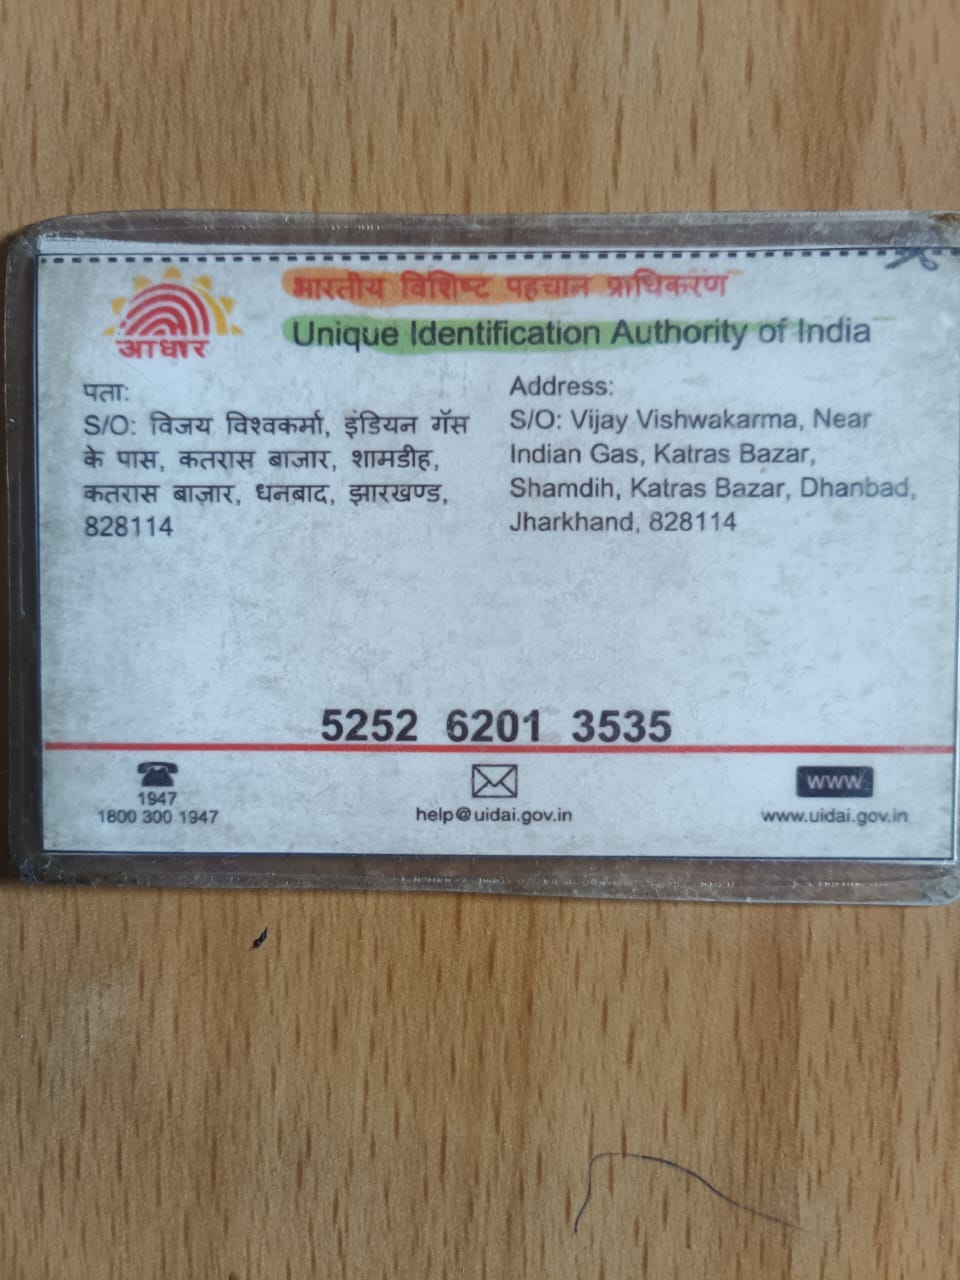 भारतीय विशिष्ट पहचान प्राधिकरण
Unique Identification Authority of India
आधार
पता:
S/O: विजय विश्वकर्मा, इंडियन गॅस
के पास, कतरास बाजार, शामडीह,
कतरास बाज़ार, धनबाद, झारखण्ड,
828114
Address:
S/O: Vijay Vishwakarma, Near
Indian Gas, Katras Bazar,
Shamdih, Katras Bazar, Dhanbad,
Jharkhand, 828114
5252 6201 3535
1947
1800 300 1947
help@uidai.gov.in
www
www.uidai.gov.in